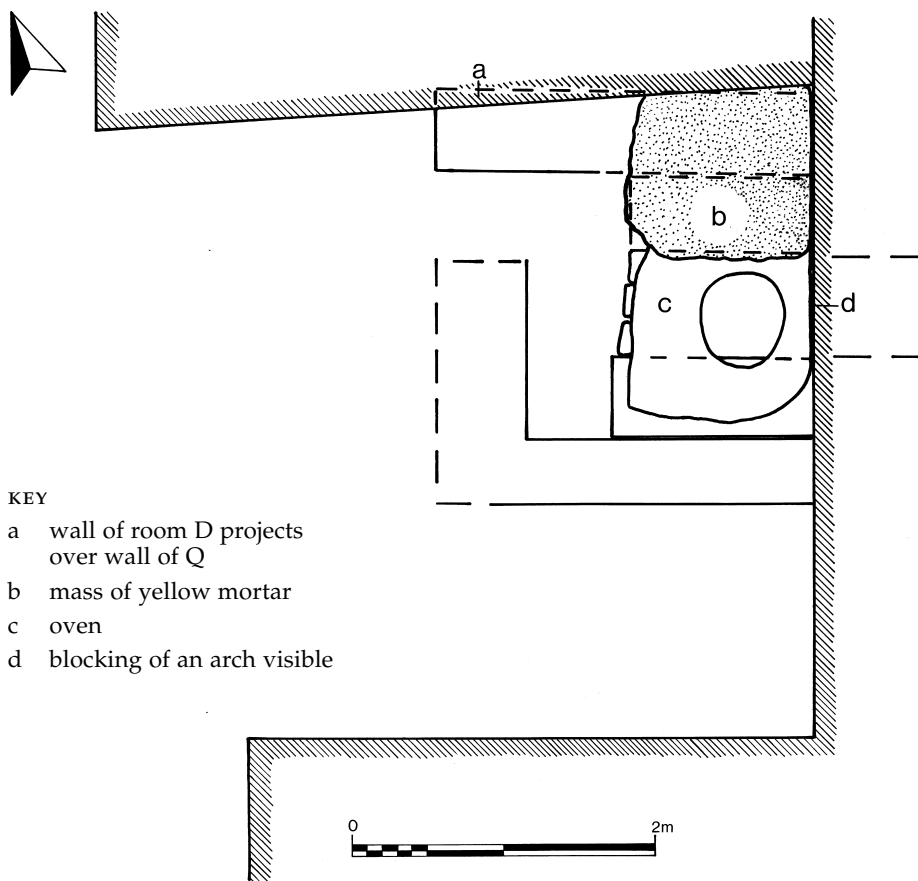 a
b
c
d
KEY
a wall of room D projects
over wall of Q
b mass of yellow mortar
c oven
d blocking of an arch visible
0 2m